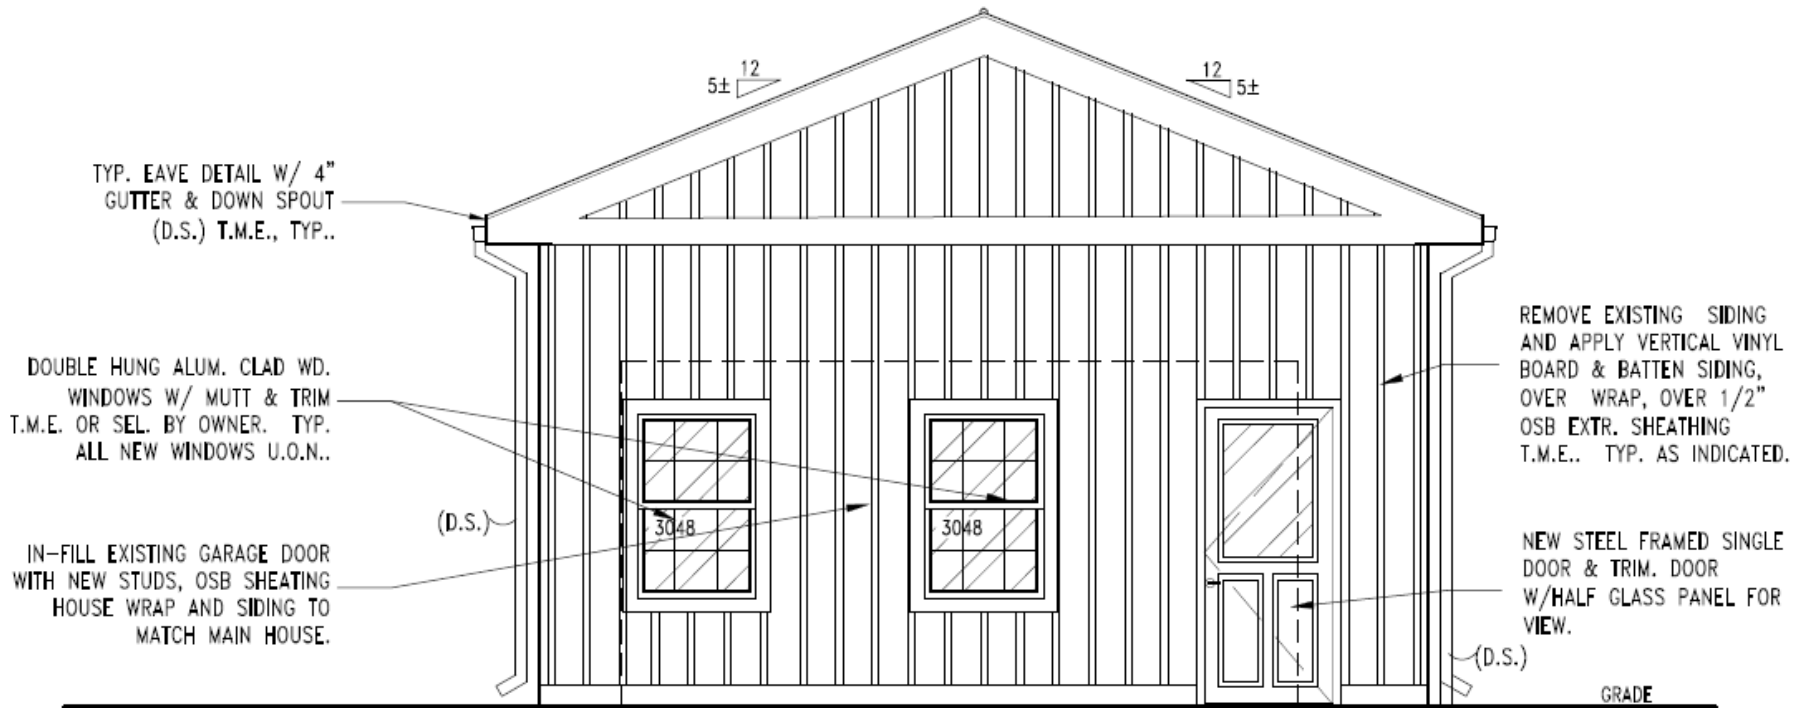 12
5±
12
5±
TYP. EAVE DETAIL W/ 4"
GUTTER & DOWN SPOUT
(D.S.) T.M.E., TYP..
DOUBLE HUNG ALUM. CLAD WD.
WINDOWS W/ MUTT & TRIM
T.M.E. OR SEL. BY OWNER. TYP.
ALL NEW WINDOWS U.O.N..
(D.S.)
IN-FILL EXISTING GARAGE DOOR
WITH NEW STUDS, OSB SHEATING
HOUSE WRAP AND SIDING TO
MATCH MAIN HOUSE.
3048
3048
REMOVE EXISTING SIDING
AND APPLY VERTICAL VINYL
BOARD & BATTEN SIDING,
OVER WRAP, OVER 1/2"
OSB EXTR. SHEATHING
T.M.E.. TYP. AS INDICATED.
NEW STEEL FRAMED SINGLE
DOOR & TRIM. DOOR
W/HALF GLASS PANEL FOR
VIEW.
(D.S.)
GRADE